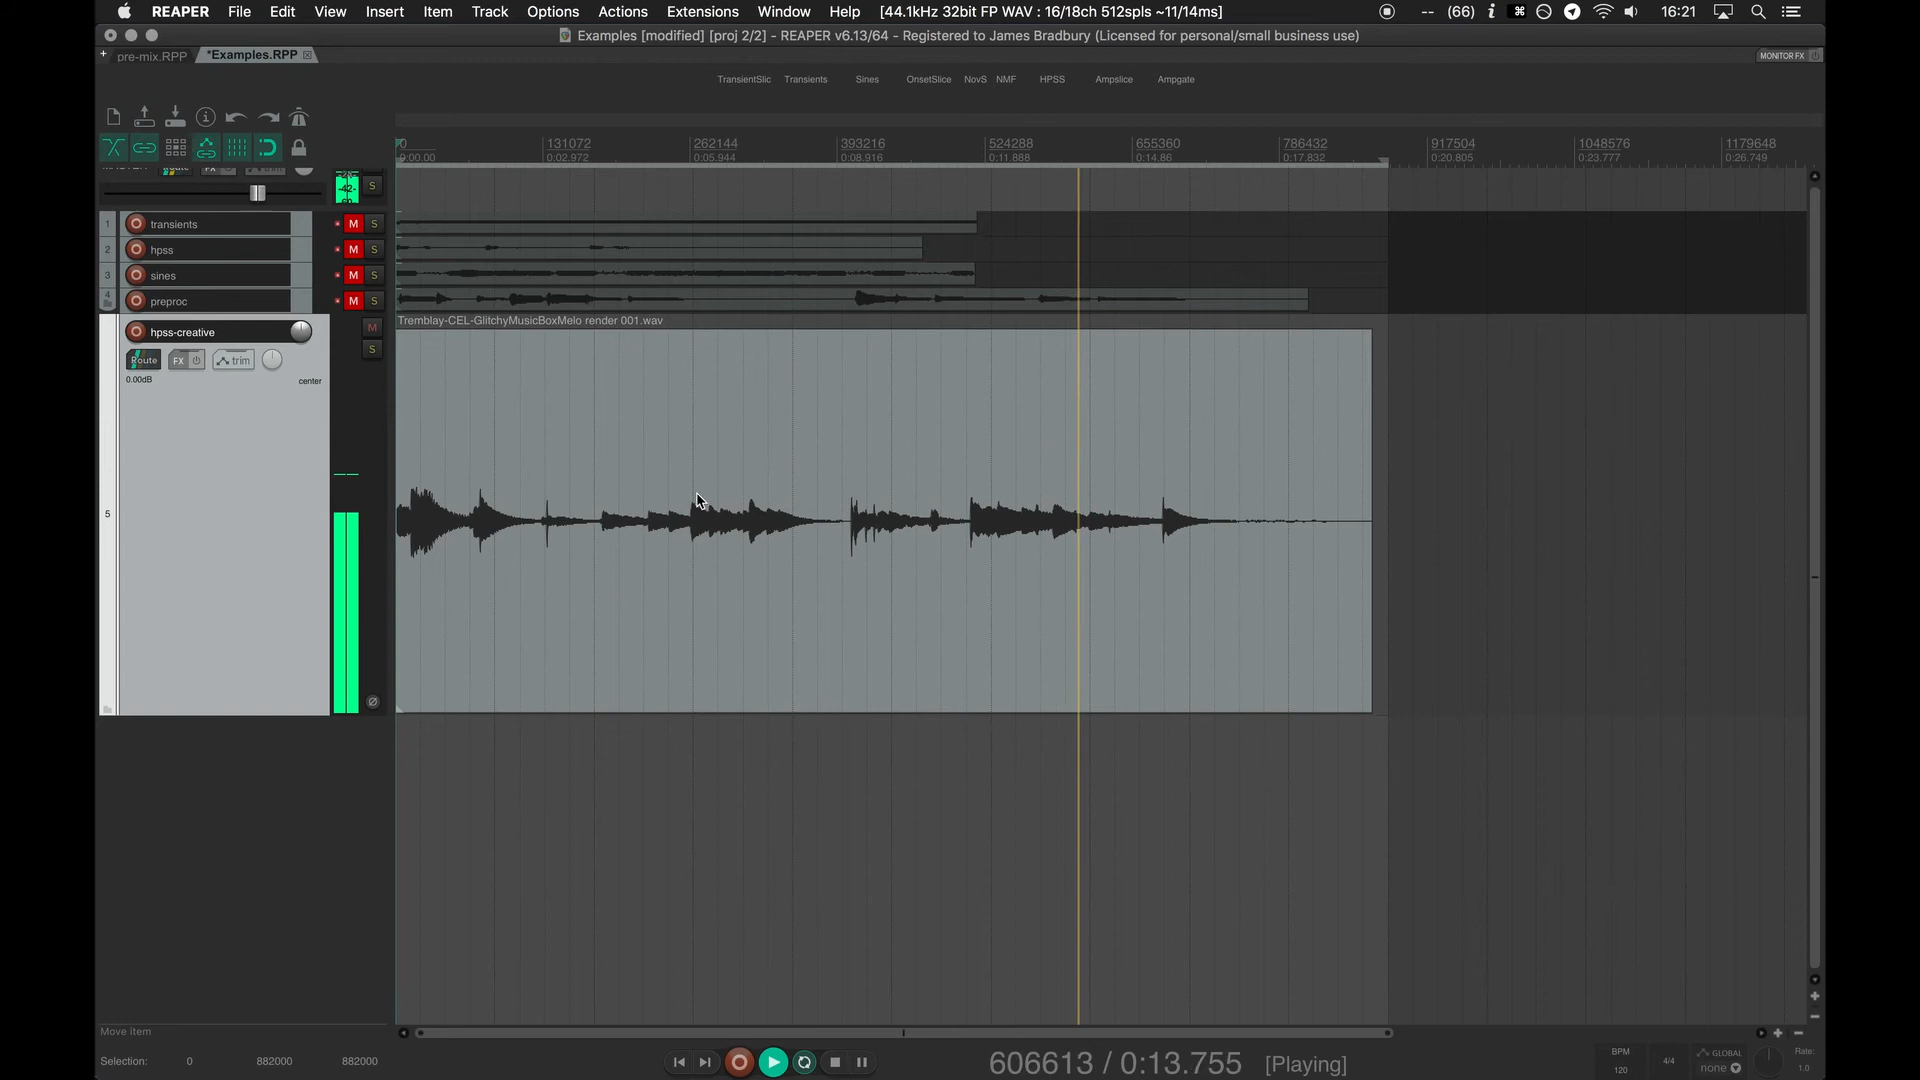 REAPER File Edit View Insert Item Track Options Actions Extensions Window Help [44.1kHz 32bit FP WAV : 16/18ch 512spls ~11/14ms] -- (66) 16:21
Examples [modified] [proj 2/2] - REAPER v6.13/64 - Registered to James Bradbury (Licensed for personal/small business use)
+ pre-mix.RPP *Examples.RPP MONITOR FX
TransientSlic Transients Sines OnsetSlice NovS NMF HPSS Ampslice Ampgate
0 131072 262144 393216 524288 655360 786432 917504 1048576 1179648
0:00.00 0:02.972 0:05.944 0:08.916 0:11.888 0:14.86 0:17.832 0:20.805 0:23.777 0:26.749
-42- S
1 transients M S
2 hpss M S
3 sines M S
4 preproc M S
Tremblay-CEL-GlitchyMusicBoxMelo render 001.wav
hpss-creative M
S
Route FX trim
0.00dB center
5
Move item
Selection: 0 882000 882000
606613 / 0:13.755 [Playing]
BPM
120
4/4
GLOBAL
none
Rate:
1.0